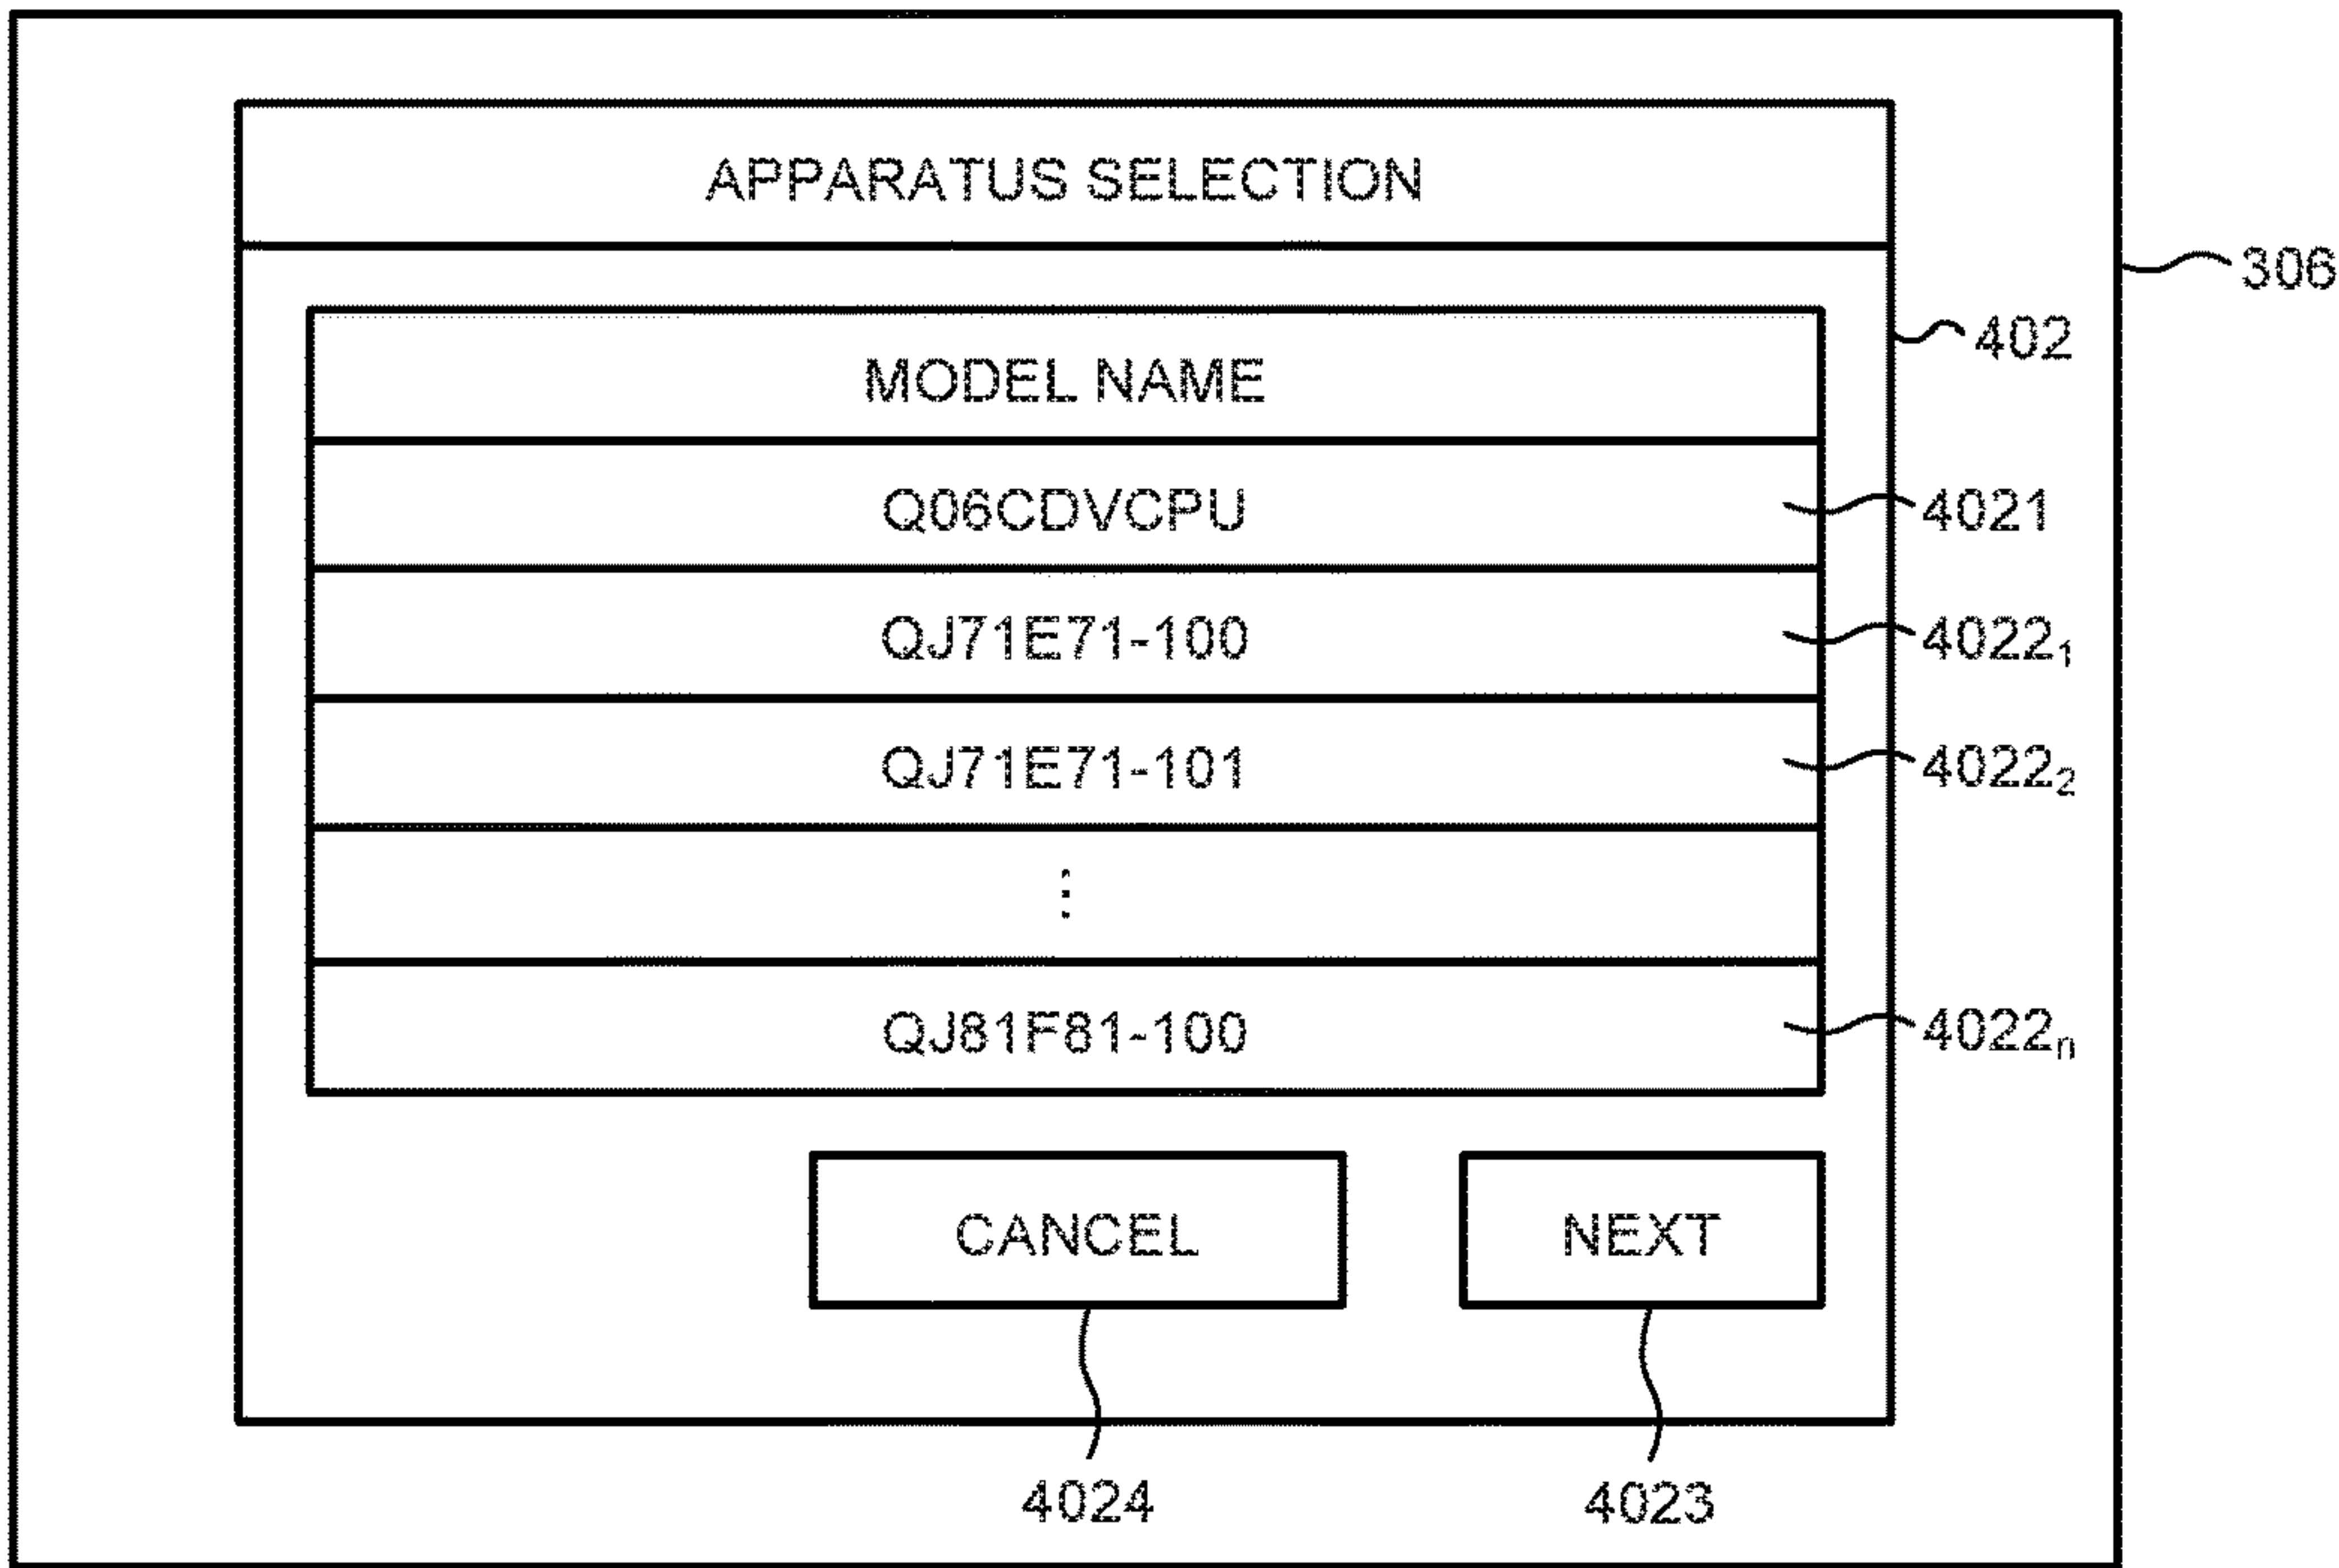 APPARATUS SELECTION
306
402
MODEL NAME
Q06CDVCPU
4021
QJ71E71-100
4022₁
QJ71E71-101
4022₂
⋮
QJ81F81-100
4022ₙ
CANCEL
NEXT
4024
4023